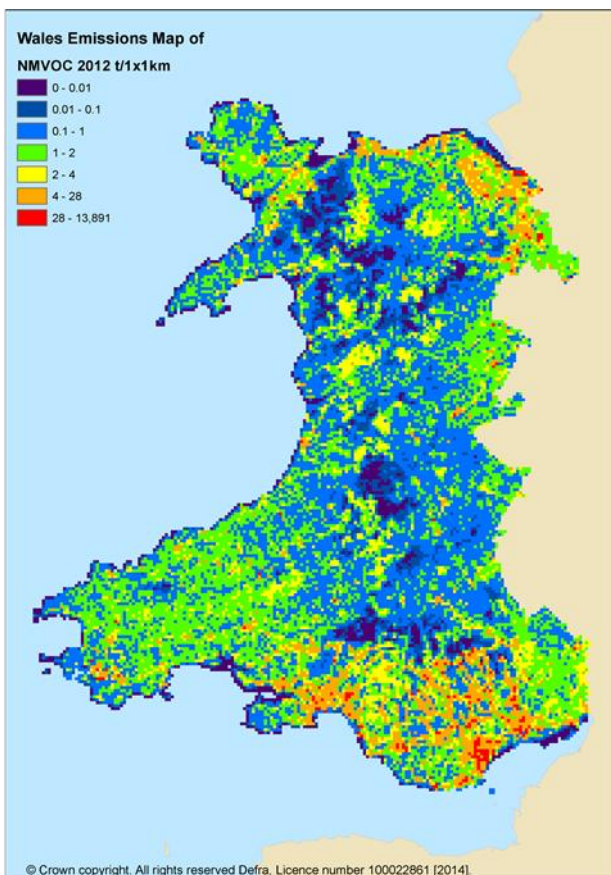 Wales Emissions Map of
NMVOC 2012 t/1x1km
0 - 0.01
0.01 - 0.1
0.1 - 1
1 - 2
2 - 4
4 - 28
28 - 13,891
© Crown copyright. All rights reserved Defra, Licence number 100022861 [2014].